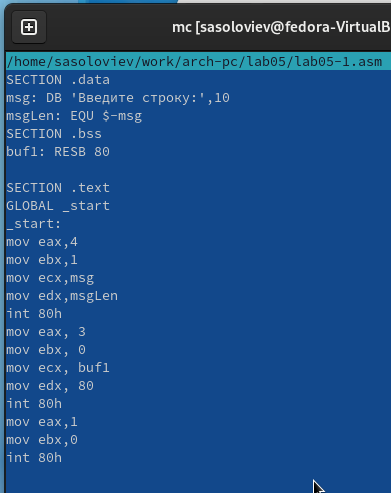 mc [sasoloviev@fedora-VirtualB
/home/sasoloviev/work/arch-pc/lab05/lab05-1.asm
SECTION .data
msg: DB 'Введите строку:',10
msgLen: EQU $-msg
SECTION .bss
buf1: RESB 80
SECTION .text
GLOBAL _start
_start:
mov eax,4
mov ebx,1
mov ecx,msg
mov edx,msgLen
int 80h
mov eax, 3
mov ebx, 0
mov ecx, buf1
mov edx, 80
int 80h
mov eax,1
mov ebx,0
int 80h